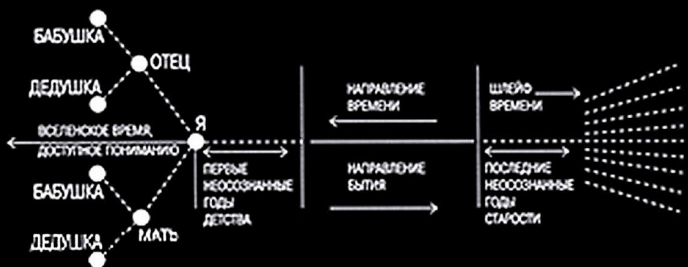 БАБУШКА
ОТЕЦ
ДЕДУШКА
ВСЕЛЕНСКОЕ ВРЕМЯ,
ДОСТУПНОЕ ПОНИМАНИЮ
Я
БАБУШКА
ДЕДУШКА
МАТЬ
ПЕРВЫЕ
НЕОСОЗНАННЫЕ
ГОДЫ
ДЕТСТВА
НАПРАВЛЕНИЕ
ВРЕМЕНИ
НАПРАВЛЕНИЕ
БЫТИЯ
ШЛЕЙФ
ВРЕМЕНИ
ПОСЛЕДНИЕ
НЕОСОЗНАННЫЕ
ГОДЫ
СТАРОСТИ